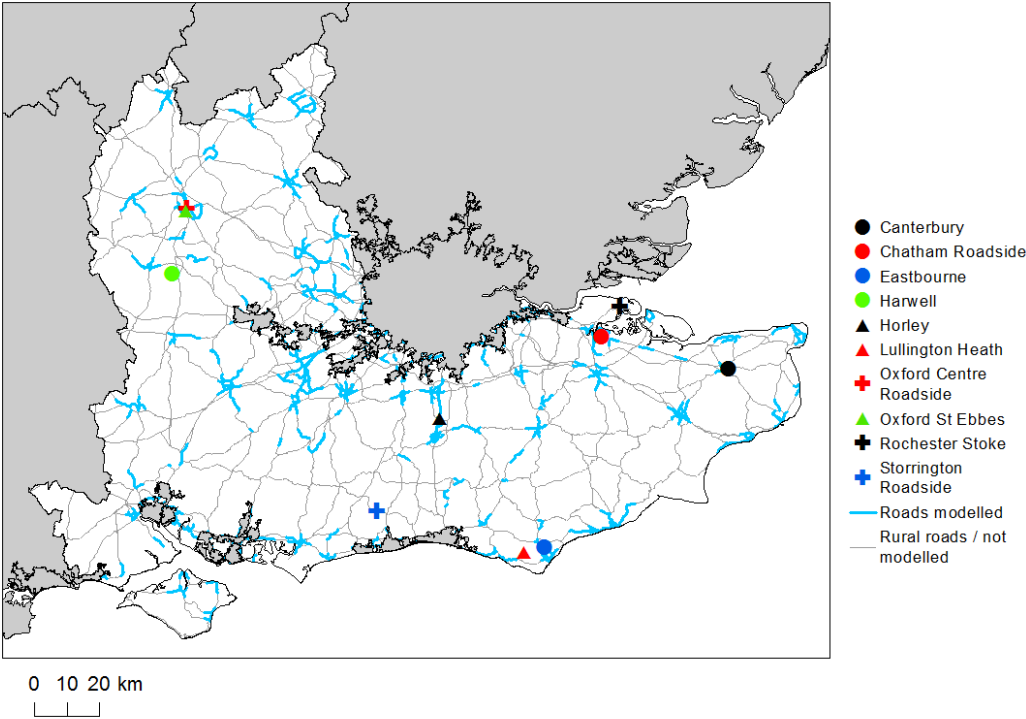 Canterbury
Chatham Roadside
Eastbourne
Harwell
Horley
Lullington Heath
Oxford Centre
Roadside
Oxford St Ebbes
Rochester Stoke
Storrington
Roadside
Roads modelled
Rural roads / not
modelled
0 10 20 km